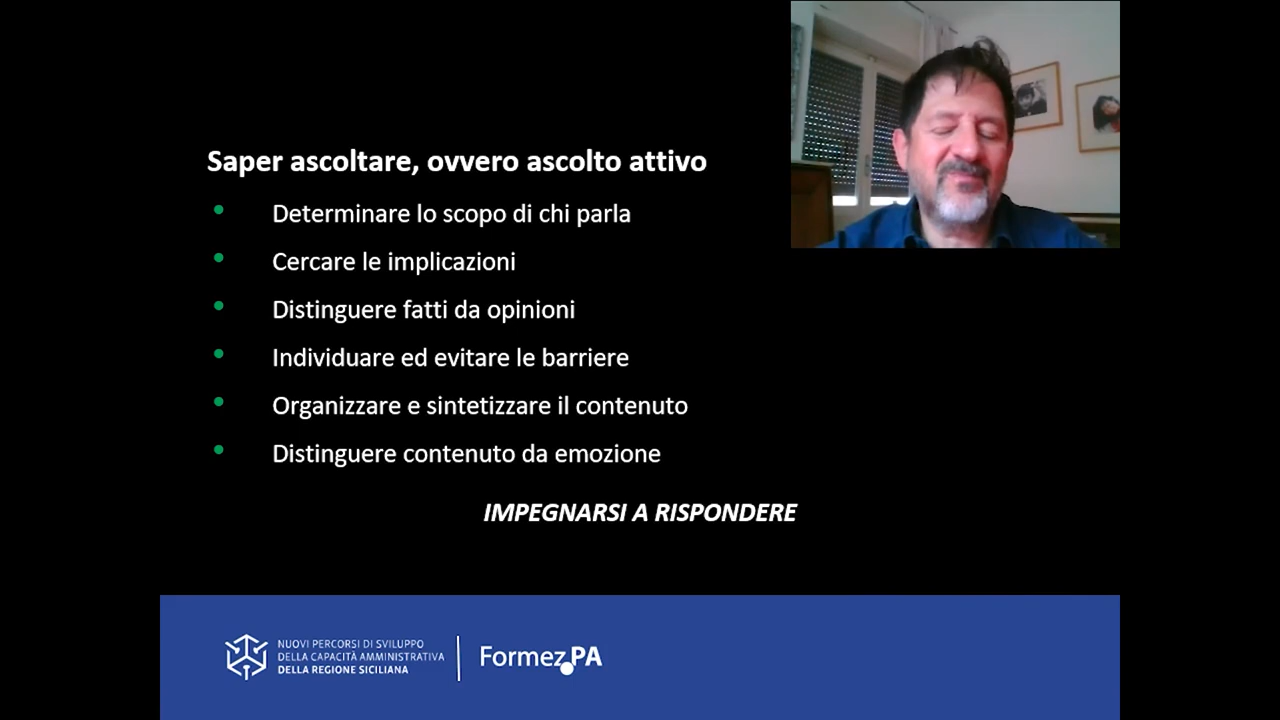 Saper ascoltare, ovvero ascolto attivo
Determinare lo scopo di chi parla
Cercare le implicazioni
Distinguere fatti da opinioni
Individuare ed evitare le barriere
Organizzare e sintetizzare il contenuto
Distinguere contenuto da emozione
IMPEGNARSI A RISPONDERE
NUOVI PERCORSI DI SVILUPPO
DELLA CAPACITÀ AMMINISTRATIVA
DELLA REGIONE SICILIANA
Formez.PA